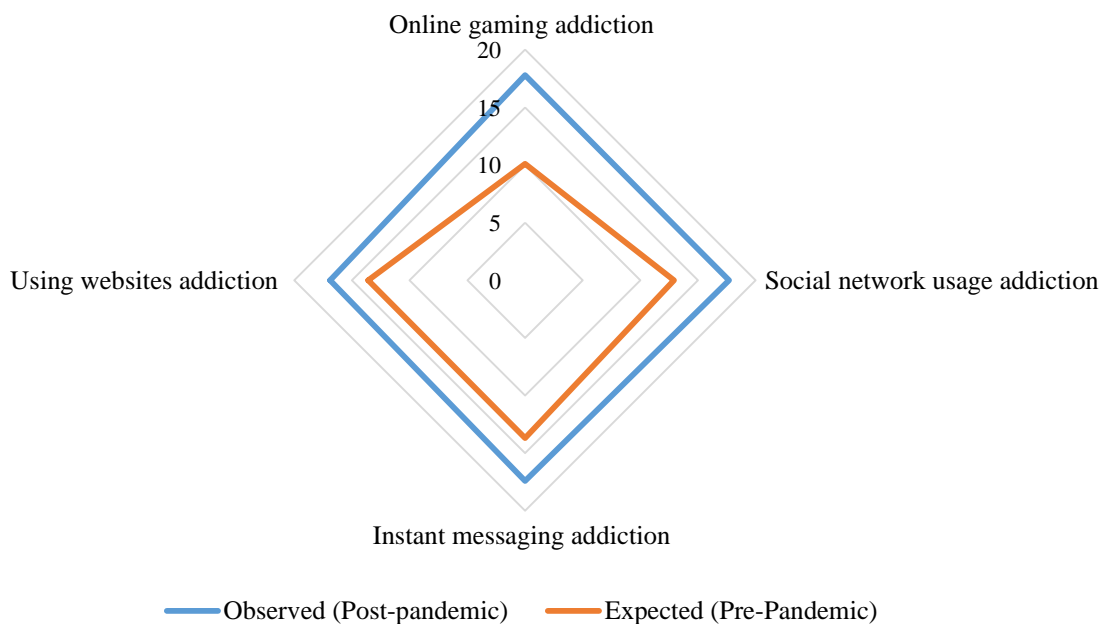 Online gaming addiction
20
15
10
5
0
Using websites addiction
Social network usage addiction
Instant messaging addiction
Observed (Post-pandemic)
Expected (Pre-Pandemic)